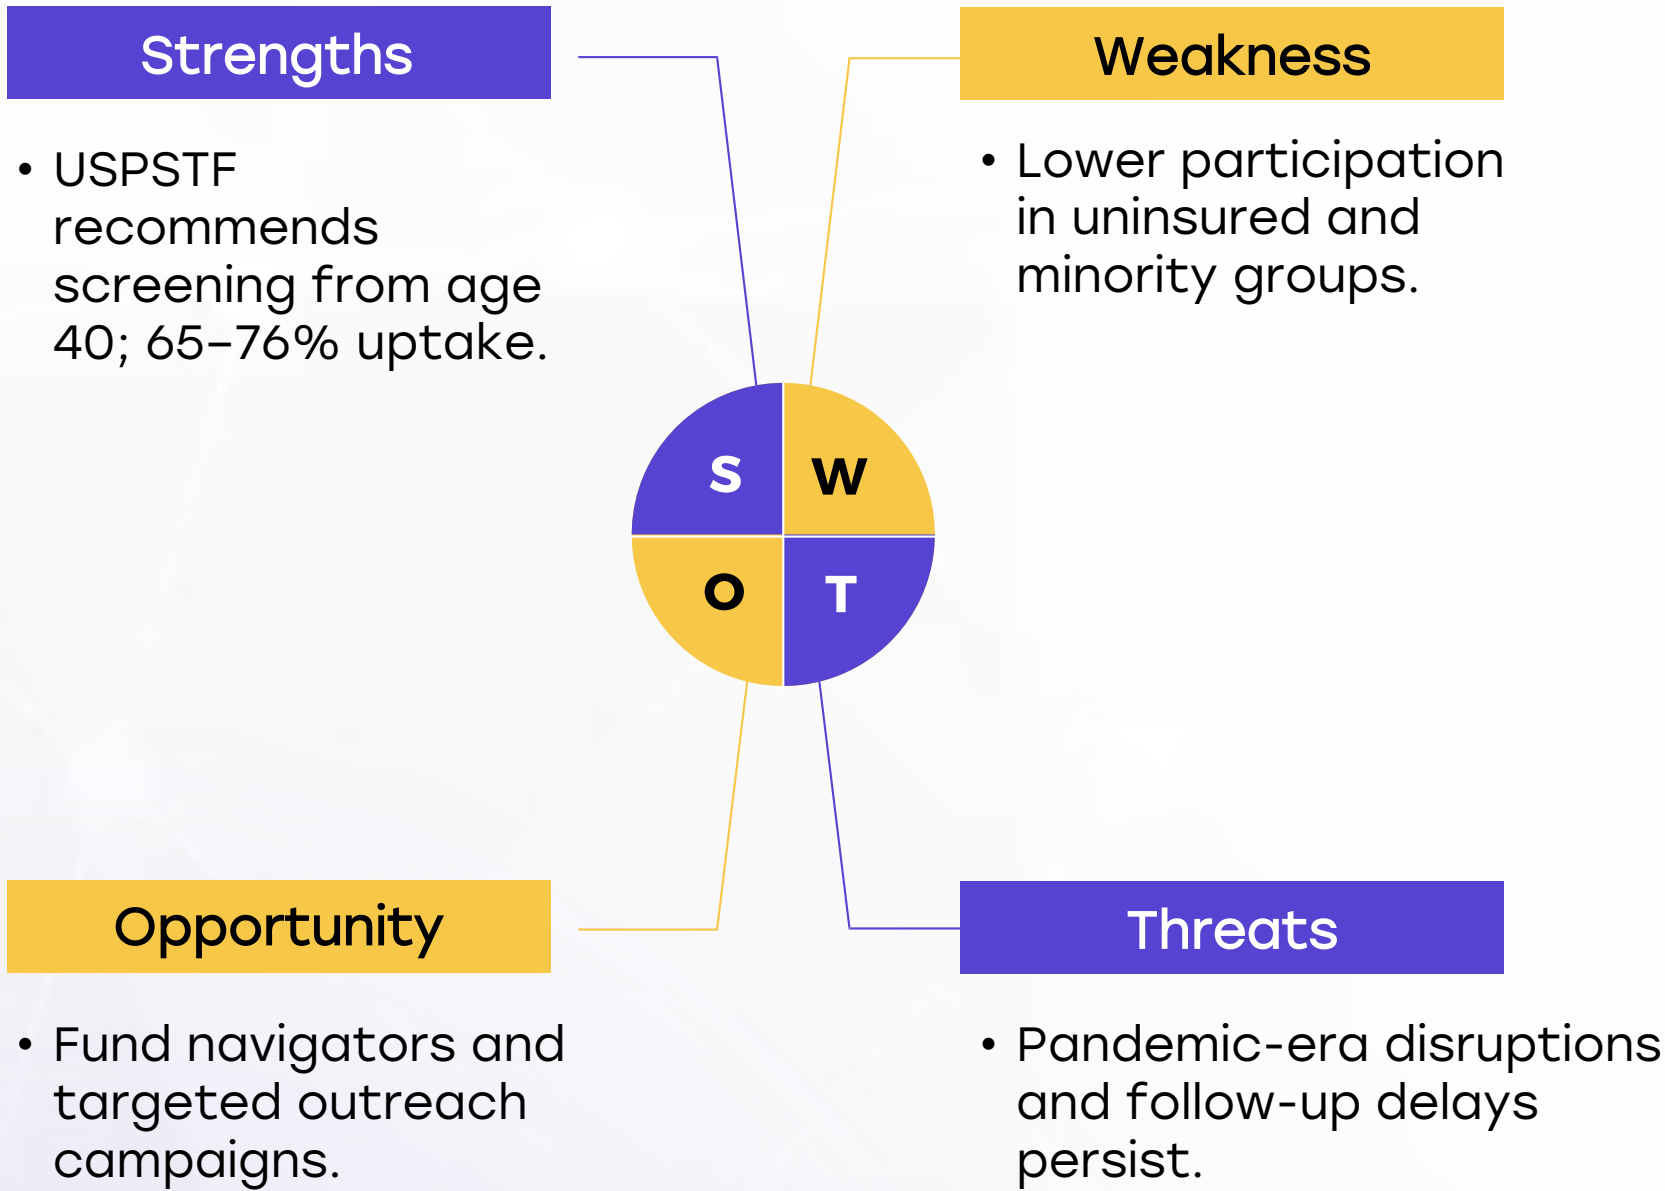 Strengths
• USPSTF
recommends
screening from age
40; 65–76% uptake.
Weakness
• Lower participation
in uninsured and
minority groups.
S
W
O
T
Opportunity
• Fund navigators and
targeted outreach
campaigns.
Threats
• Pandemic-era disruptions
and follow-up delays
persist.